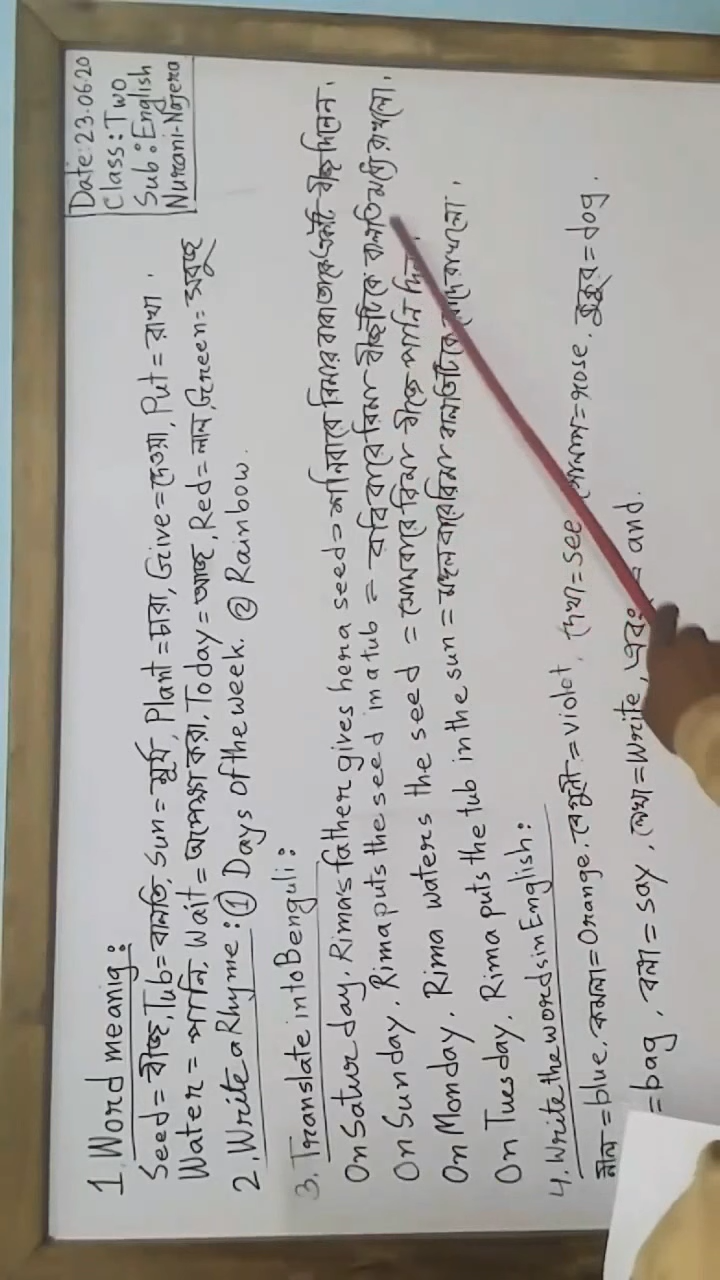 Date: 23.06.20
Class: Two
Sub: English
Nurani-Najera
1. Word meanig:
Seed = বীজ, Tub = বালতি, Sun = সূর্য, Plant = চারা, Give = দেওয়া, Put = রাখা.
Water = পানি, Wait = অপেক্ষা করা, Today = আজ, Red = লাল, Green = সবুজ
2. Write a Rhyme: ① Days of the week. ② Rainbow.
3. Translate into Benguli:
On Saturday, Rima's father gives her a seed = শনিবারে রিমার বাবা তাকে একটি বীজ দিলেন.
On Sunday, Rima puts the seed in a tub = রবি বারে রিমা বীজটিকে বালতির মধ্যে রাখলো.
On Monday, Rima waters the seed = সোমবারে রিমা বীজে পানি
On Tuesday, Rima puts the tub in the sun = মঙ্গল বারে রিমা বালতিটিকে রাখলো.
4. Write the words in English:
নীল = blue, কমলা = Orange, বেগুনী = violet, দেখা = see, গোলাপ = rose, কুকুর = dog.
= bag, বলা = say, লেখা = Write, এবং = and.